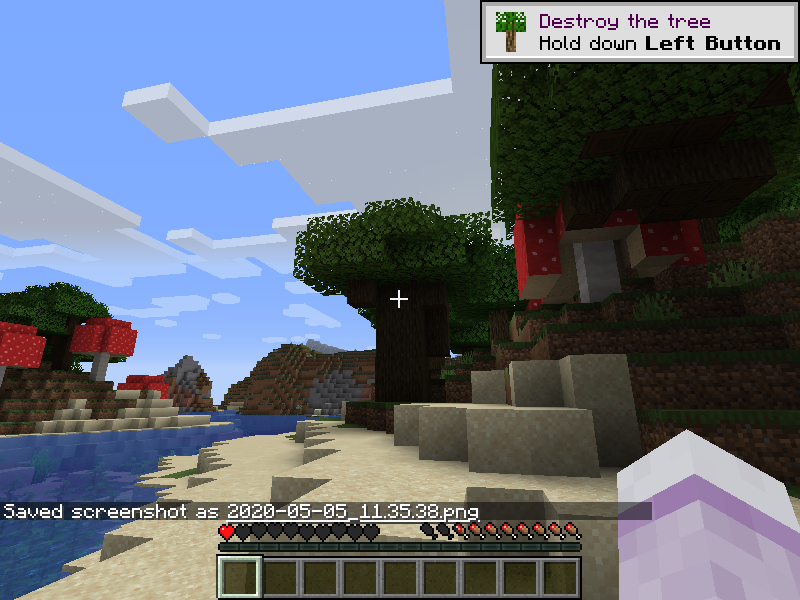 Destroy the tree
Hold down Left Button
Saved screenshot as 2020-05-05_11.35.38.png